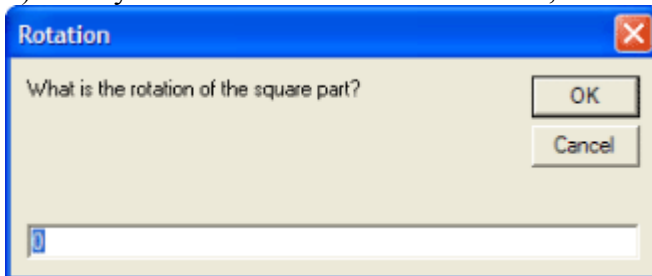 Rotation
What is the rotation of the square part?
OK
Cancel
0